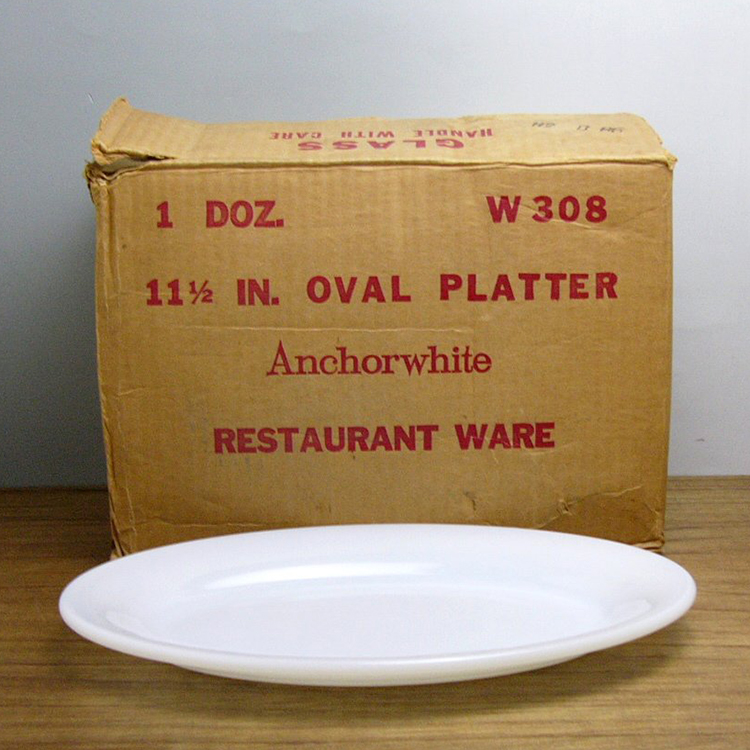 GLASS
HANDLE WITH CARE
1 DOZ. W 308
11½ IN. OVAL PLATTER
Anchorwhite
RESTAURANT WARE